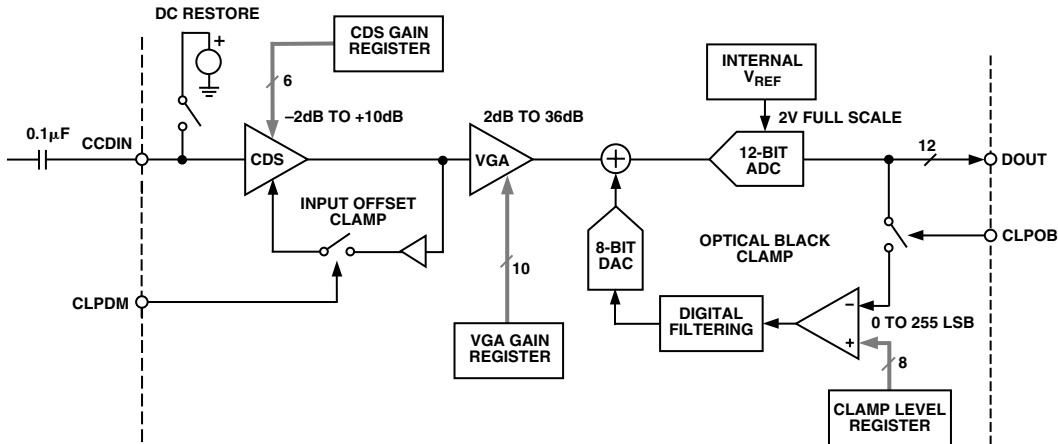 DC RESTORE
+
CDS GAIN
REGISTER
6
INTERNAL
VREF
–2dB TO +10dB
2dB TO 36dB
2V FULL SCALE
0.1μF
CCDIN
CDS
VGA
+
12-BIT
ADC
12
DOUT
INPUT OFFSET
CLAMP
8-BIT
DAC
OPTICAL BLACK
CLAMP
CLPOB
10
CLPDM
DIGITAL
FILTERING
–
+
0 TO 255 LSB
VGA GAIN
REGISTER
8
CLAMP LEVEL
REGISTER